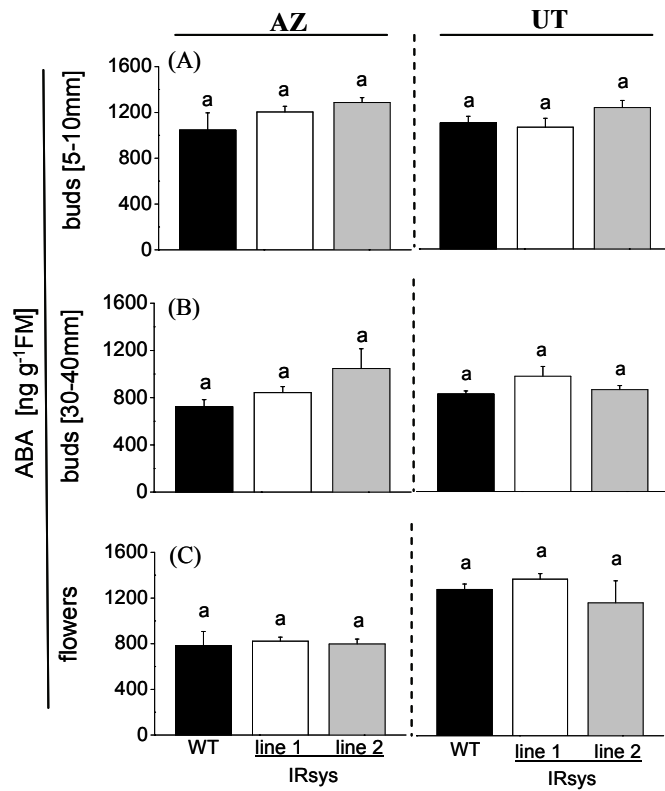 AZ UT
ABA [ng g-1FM]
buds [5-10mm]
(A)
1600
1200
800
400
0
a a a a a a
buds [30-40mm]
(B)
1600
1200
800
400
0
a a a a a a
flowers
(C)
1600
1200
800
400
0
a a a a a a
WT line 1 line 2 WT line 1 line 2
IRsys IRsys